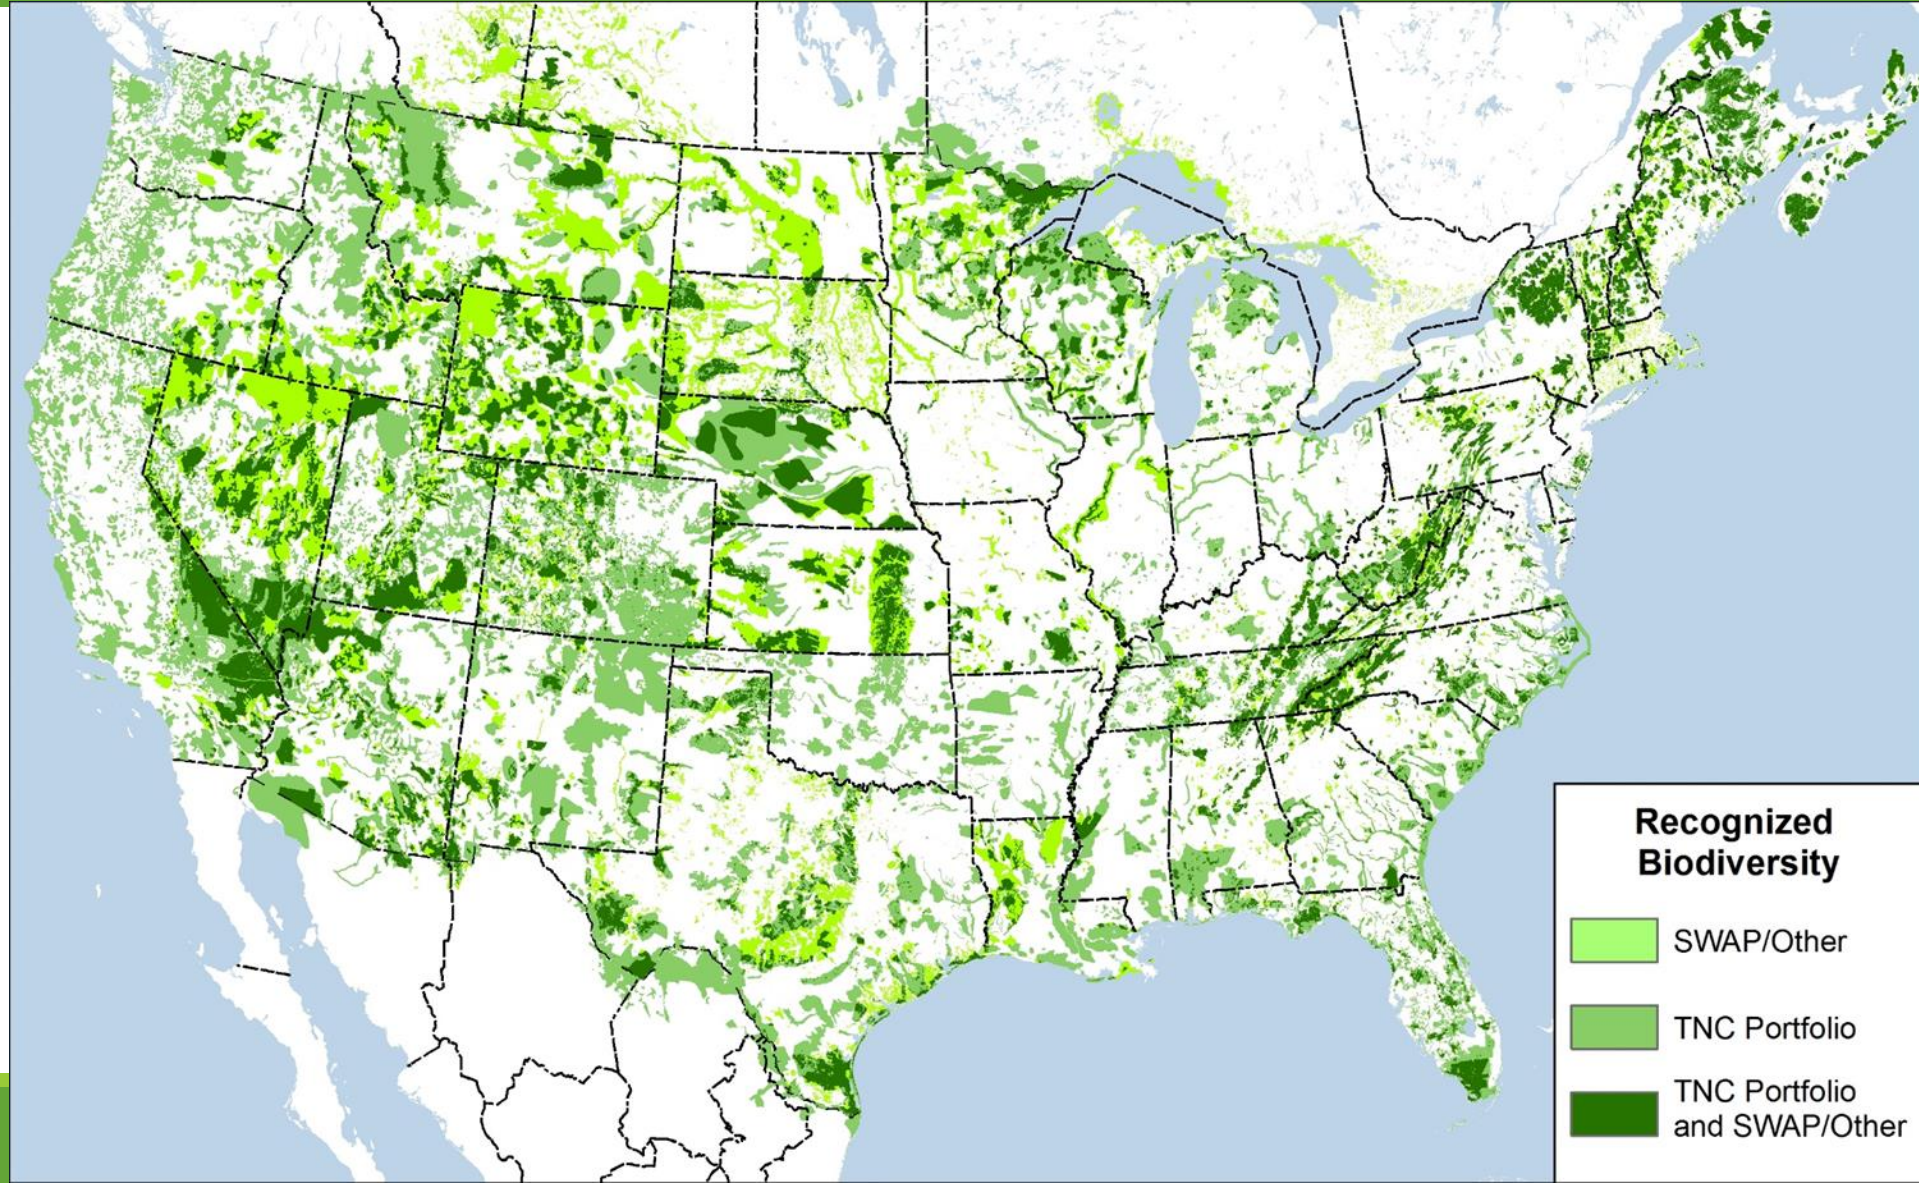 Recognized
Biodiversity
SWAP/Other
TNC Portfolio
TNC Portfolio
and SWAP/Other